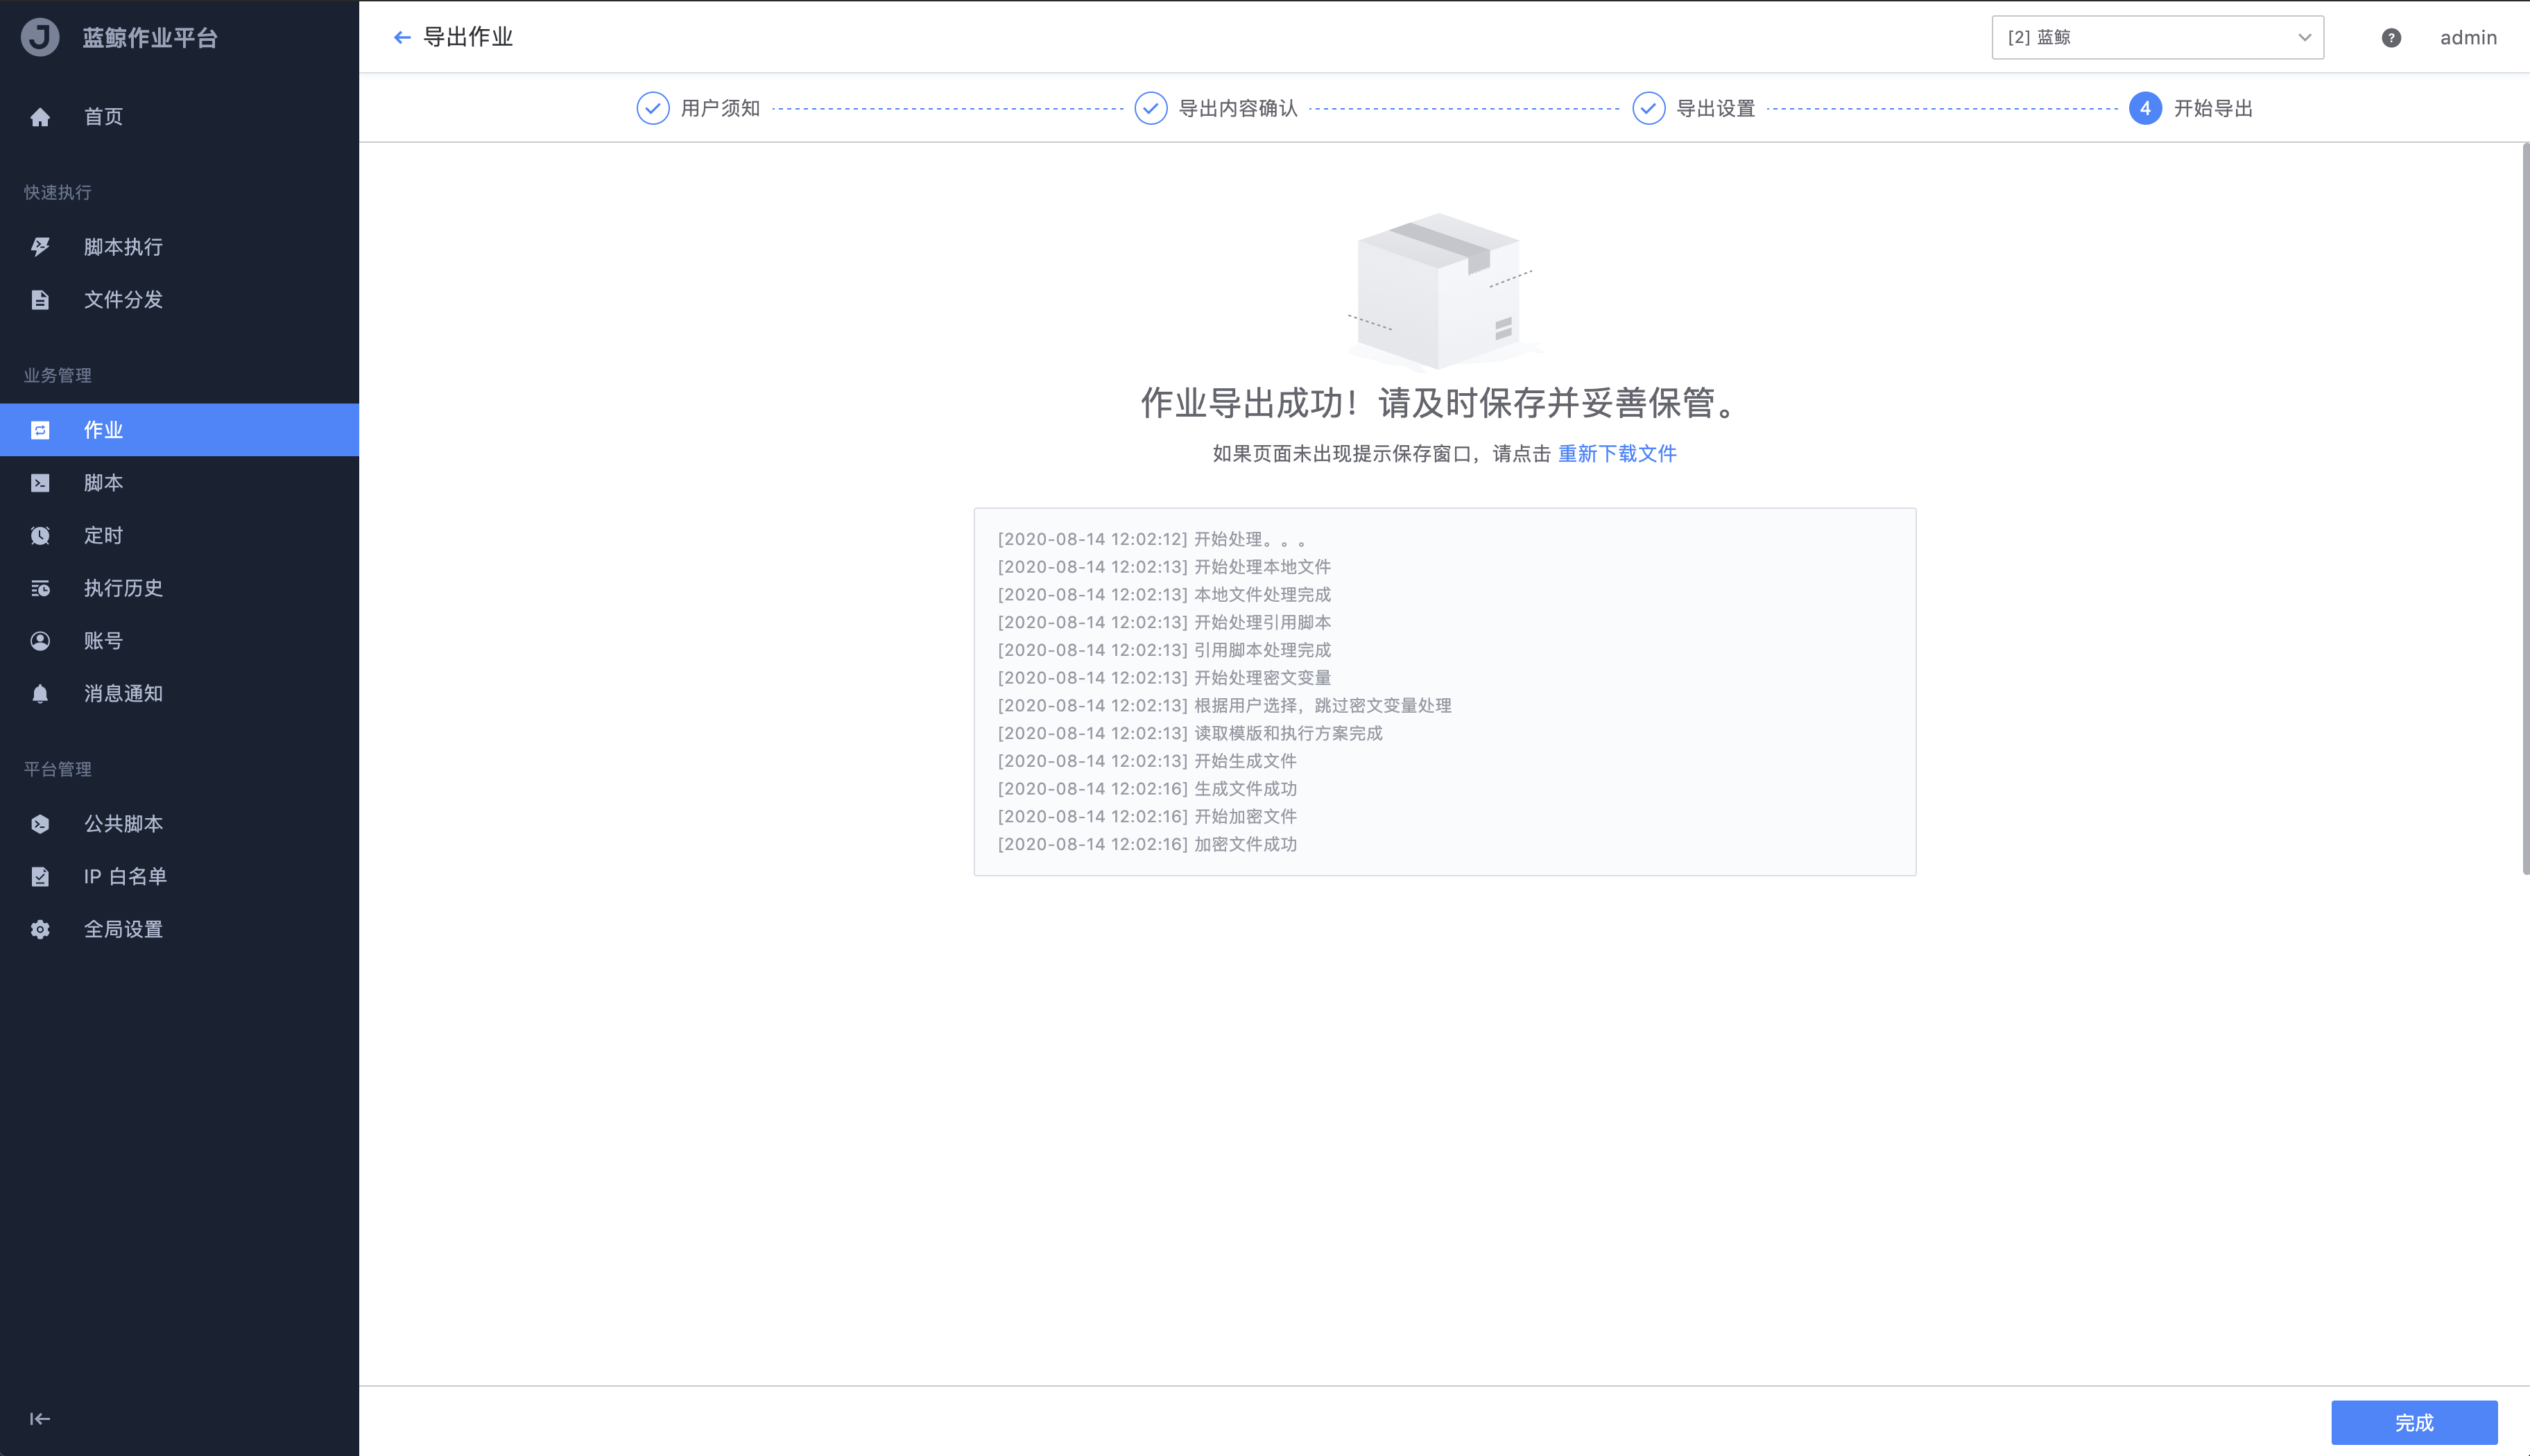 蓝鲸作业平台
首页
快速执行
脚本执行
文件分发
业务管理
作业
脚本
定时
执行历史
账号
消息通知
平台管理
公共脚本
IP 白名单
全局设置
导出作业
[2] 蓝鲸
admin
用户须知
导出内容确认
导出设置
4 开始导出
作业导出成功！请及时保存并妥善保管。
如果页面未出现提示保存窗口，请点击 重新下载文件
[2020-08-14 12:02:12] 开始处理。。。
[2020-08-14 12:02:13] 开始处理本地文件
[2020-08-14 12:02:13] 本地文件处理完成
[2020-08-14 12:02:13] 开始处理引用脚本
[2020-08-14 12:02:13] 引用脚本处理完成
[2020-08-14 12:02:13] 开始处理密文变量
[2020-08-14 12:02:13] 根据用户选择，跳过密文变量处理
[2020-08-14 12:02:13] 读取模版和执行方案完成
[2020-08-14 12:02:13] 开始生成文件
[2020-08-14 12:02:16] 生成文件成功
[2020-08-14 12:02:16] 开始加密文件
[2020-08-14 12:02:16] 加密文件成功
完成